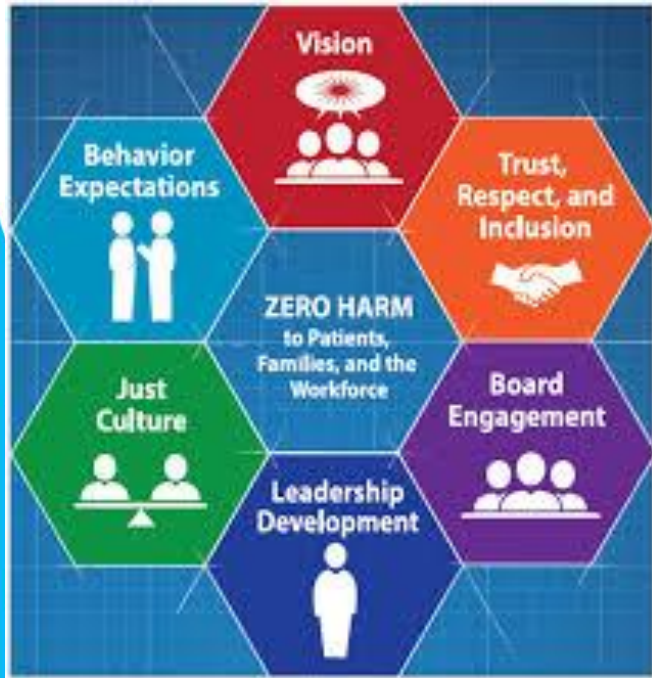 Vision
Trust,
Respect, and
Inclusion
Board
Engagement
Leadership
Development
Just
Culture
Behavior
Expectations
ZERO HARM
to Patients,
Families, and the
Workforce